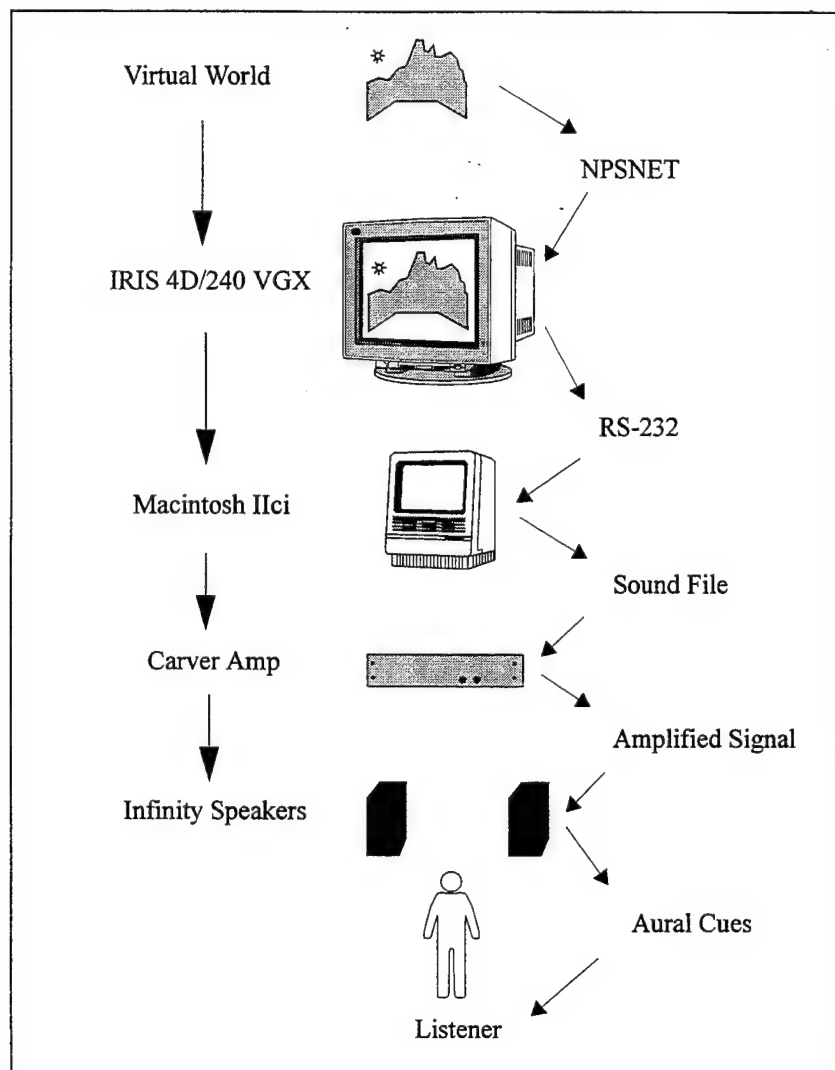 Virtual World
NPSNET
IRIS 4D/240 VGX
RS-232
Macintosh IIci
Sound File
Carver Amp
Amplified Signal
Infinity Speakers
Aural Cues
Listener